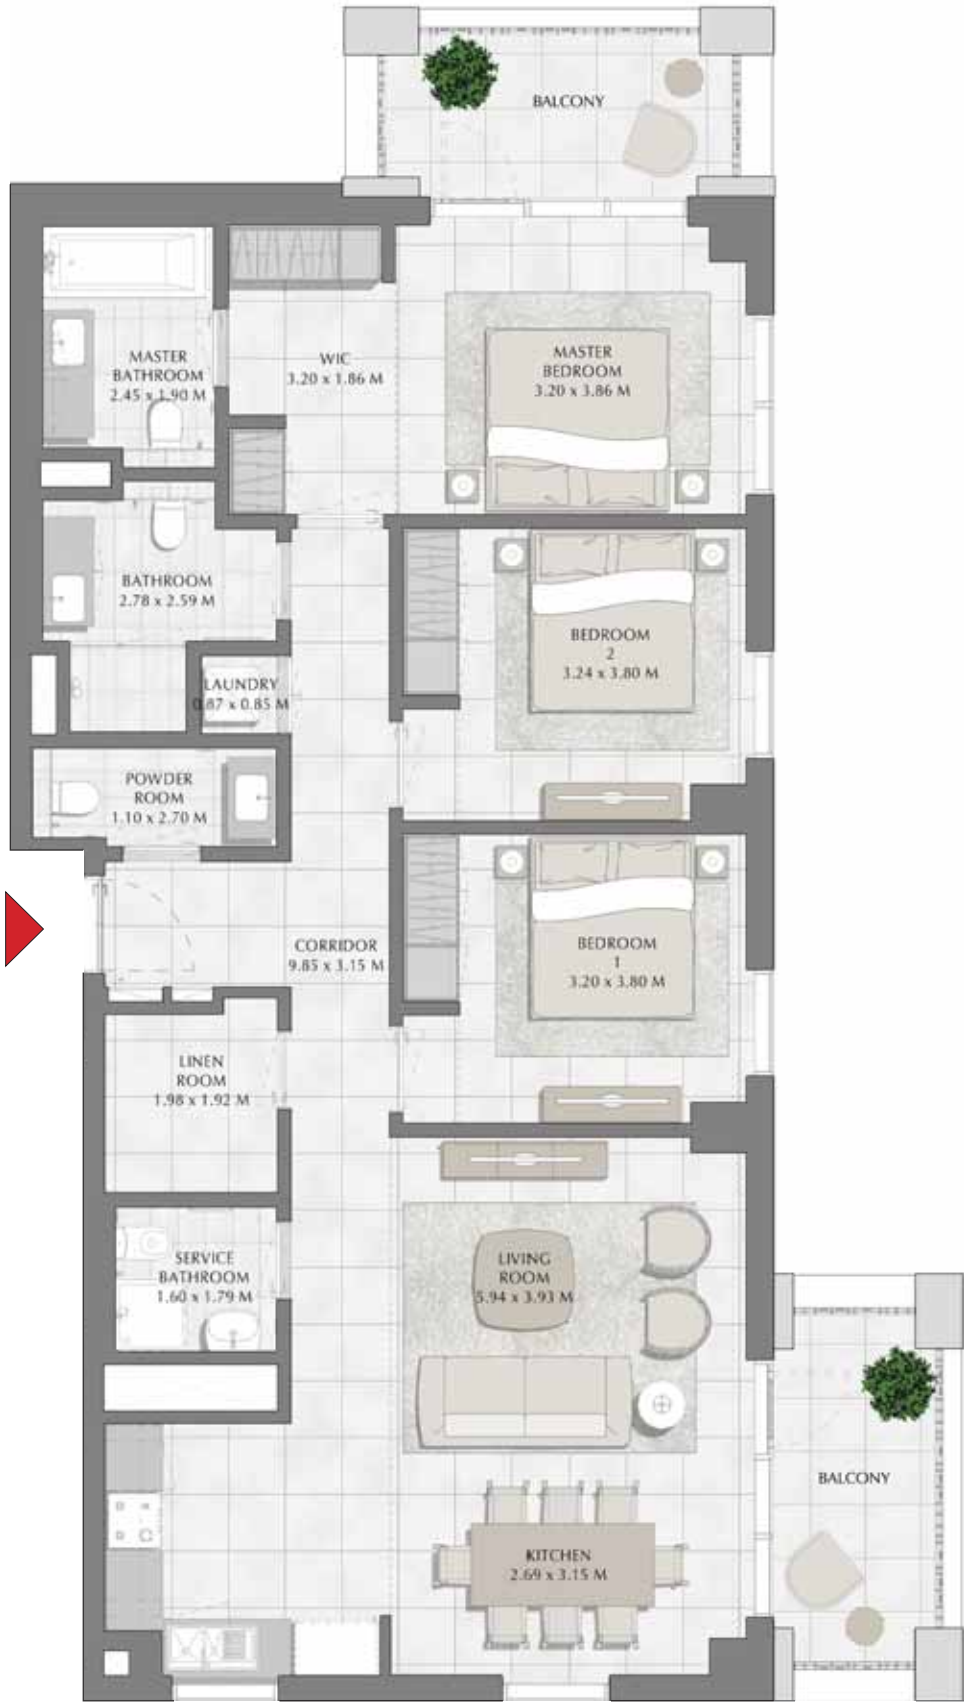 BALCONY
MASTER
BATHROOM
2.45 x 1.90 M
WIC
3.20 x 1.86 M
MASTER
BEDROOM
3.20 x 3.86 M
BATHROOM
2.78 x 2.59 M
BEDROOM
2
3.24 x 3.80 M
LAUNDRY
0.87 x 0.85 M
POWDER
ROOM
1.10 x 2.70 M
CORRIDOR
9.85 x 3.15 M
BEDROOM
1
3.20 x 3.80 M
LINEN
ROOM
1.98 x 1.92 M
SERVICE
BATHROOM
1.60 x 1.79 M
LIVING
ROOM
5.94 x 3.93 M
BALCONY
KITCHEN
2.69 x 3.15 M